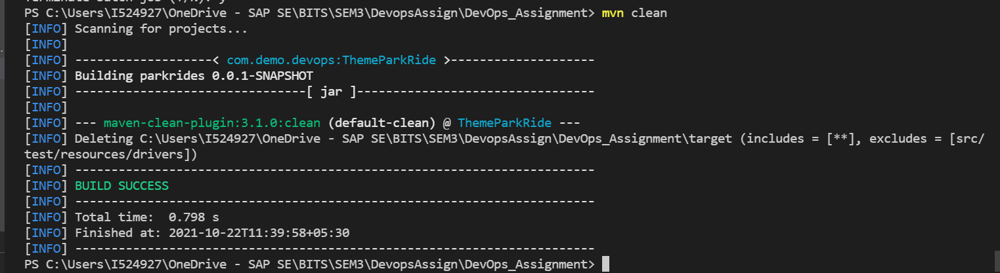 Terminate batch job (Y/N)? y
PS C:\Users\I524927\OneDrive - SAP SE\BITS\SEM3\DevopsAssign\DevOps_Assignment> mvn clean
[INFO] Scanning for projects...
[INFO]
[INFO] -------------------< com.demo.devops:ThemeParkRide >--------------------
[INFO] Building parkrides 0.0.1-SNAPSHOT
[INFO] --------------------------------[ jar ]---------------------------------
[INFO]
[INFO] --- maven-clean-plugin:3.1.0:clean (default-clean) @ ThemeParkRide ---
[INFO] Deleting C:\Users\I524927\OneDrive - SAP SE\BITS\SEM3\DevopsAssign\DevOps_Assignment\target (includes = [**], excludes = [src/
test/resources/drivers])
[INFO] ------------------------------------------------------------------------
[INFO] BUILD SUCCESS
[INFO] ------------------------------------------------------------------------
[INFO] Total time:  0.798 s
[INFO] Finished at: 2021-10-22T11:39:58+05:30
[INFO] ------------------------------------------------------------------------
PS C:\Users\I524927\OneDrive - SAP SE\BITS\SEM3\DevopsAssign\DevOps_Assignment>